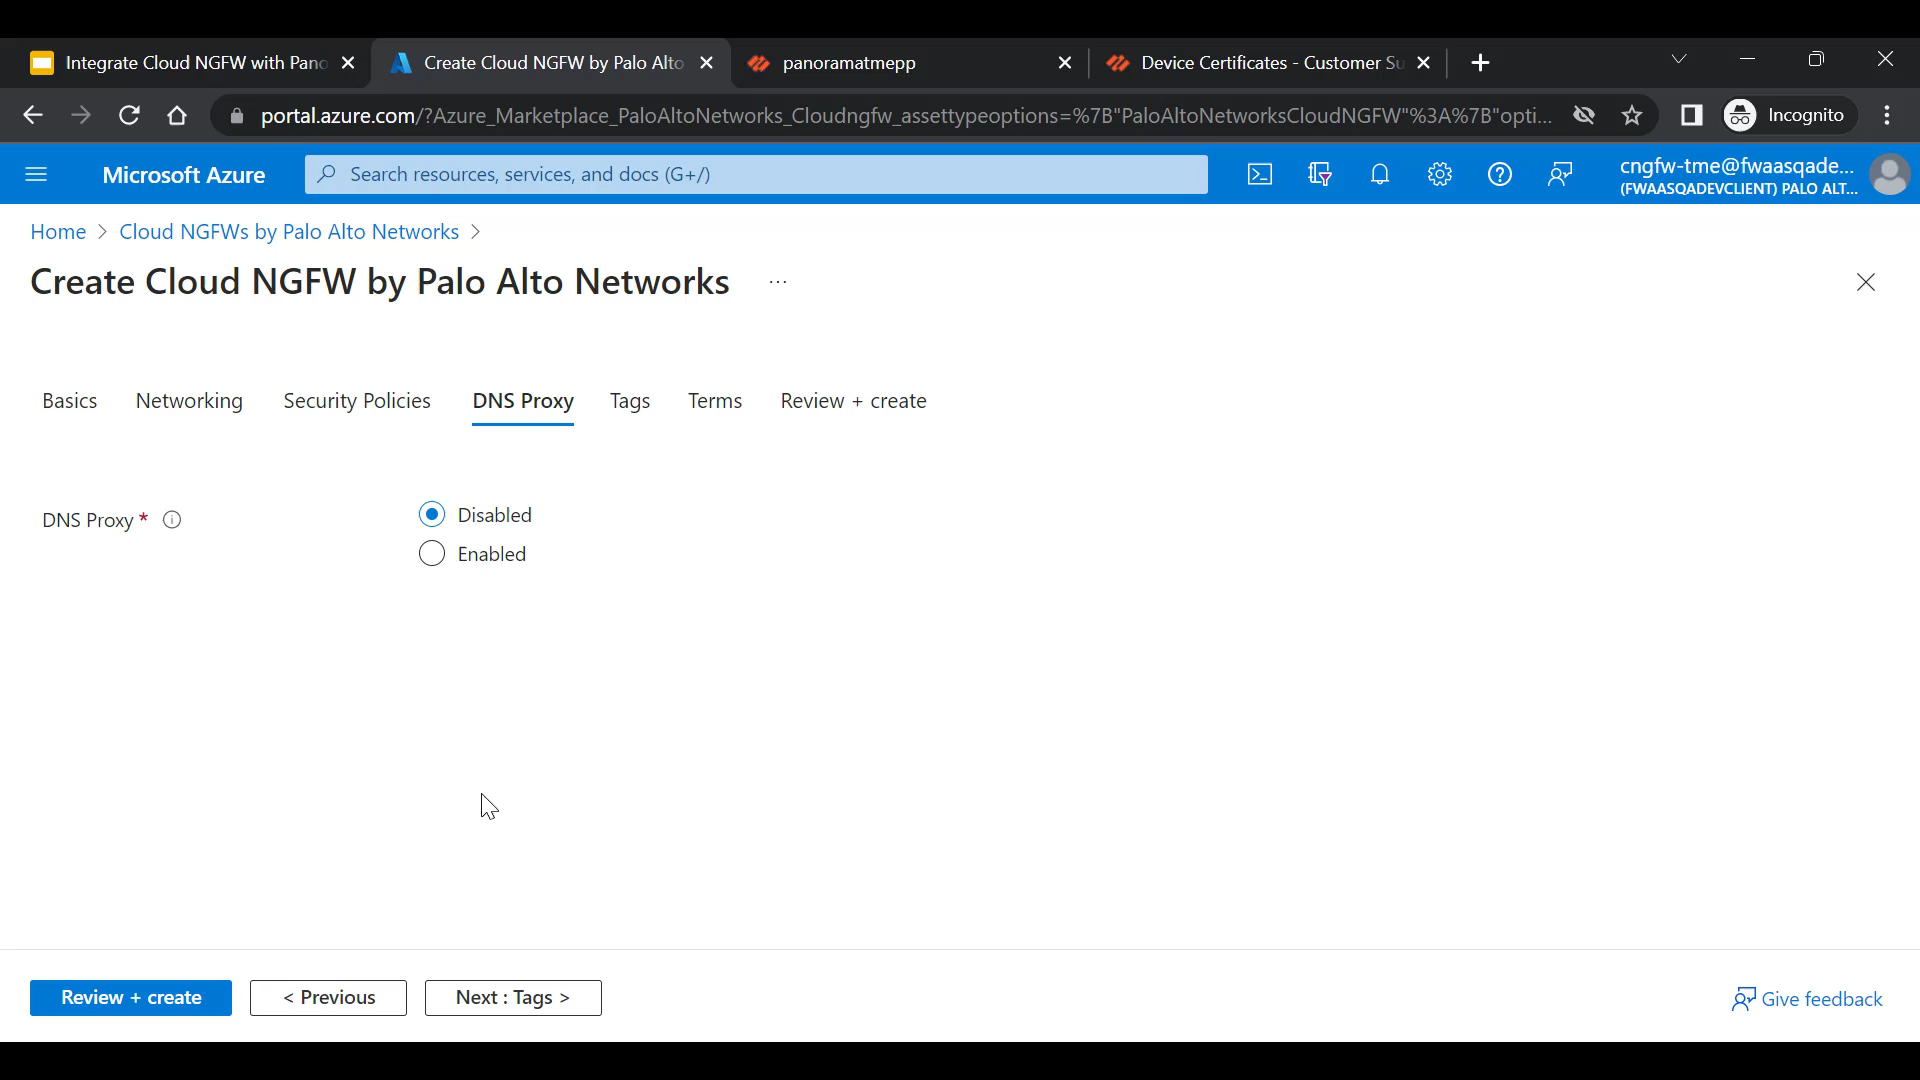 Integrate Cloud NGFW with Pano
Create Cloud NGFW by Palo Alto
panoramatmepp
Device Certificates - Customer Su
portal.azure.com/?Azure_Marketplace_PaloAltoNetworks_Cloudngfw_assettypeoptions=%7B"PaloAltoNetworksCloudNGFW"%3A%7B"opti...
Incognito
Microsoft Azure
Search resources, services, and docs (G+/)
cngfw-tme@fwaasqade...
(FWAASQADEVCLIENT) PALO ALT...
Home > Cloud NGFWs by Palo Alto Networks >
Create Cloud NGFW by Palo Alto Networks ...
Basics Networking Security Policies DNS Proxy Tags Terms Review + create
DNS Proxy *
Disabled
Enabled
Review + create
< Previous
Next : Tags >
Give feedback